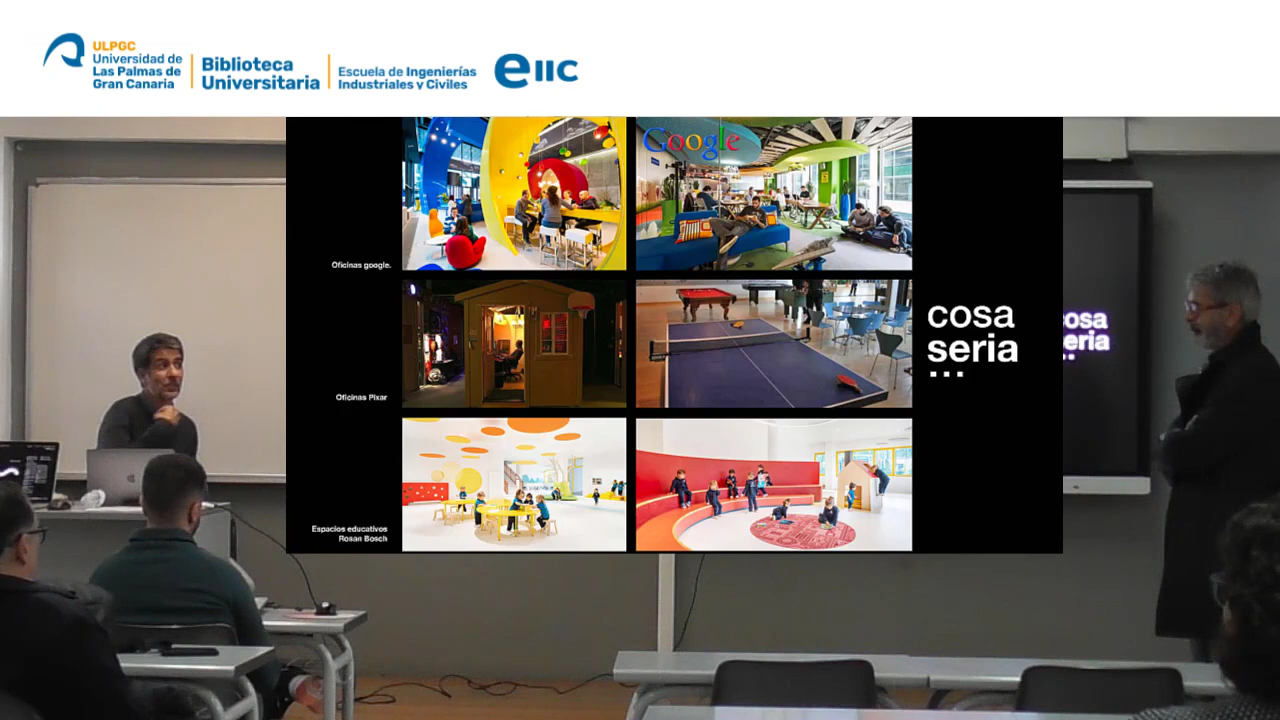 ULPGC
Universidad de
Las Palmas de
Gran Canaria
Biblioteca
Universitaria
Escuela de Ingenierías
Industriales y Civiles
eIIC
Google
Oficinas google.
cosa
seria
...
Oficinas Pixar
Espacios educativos
Rosan Bosch
cosa
seria
..